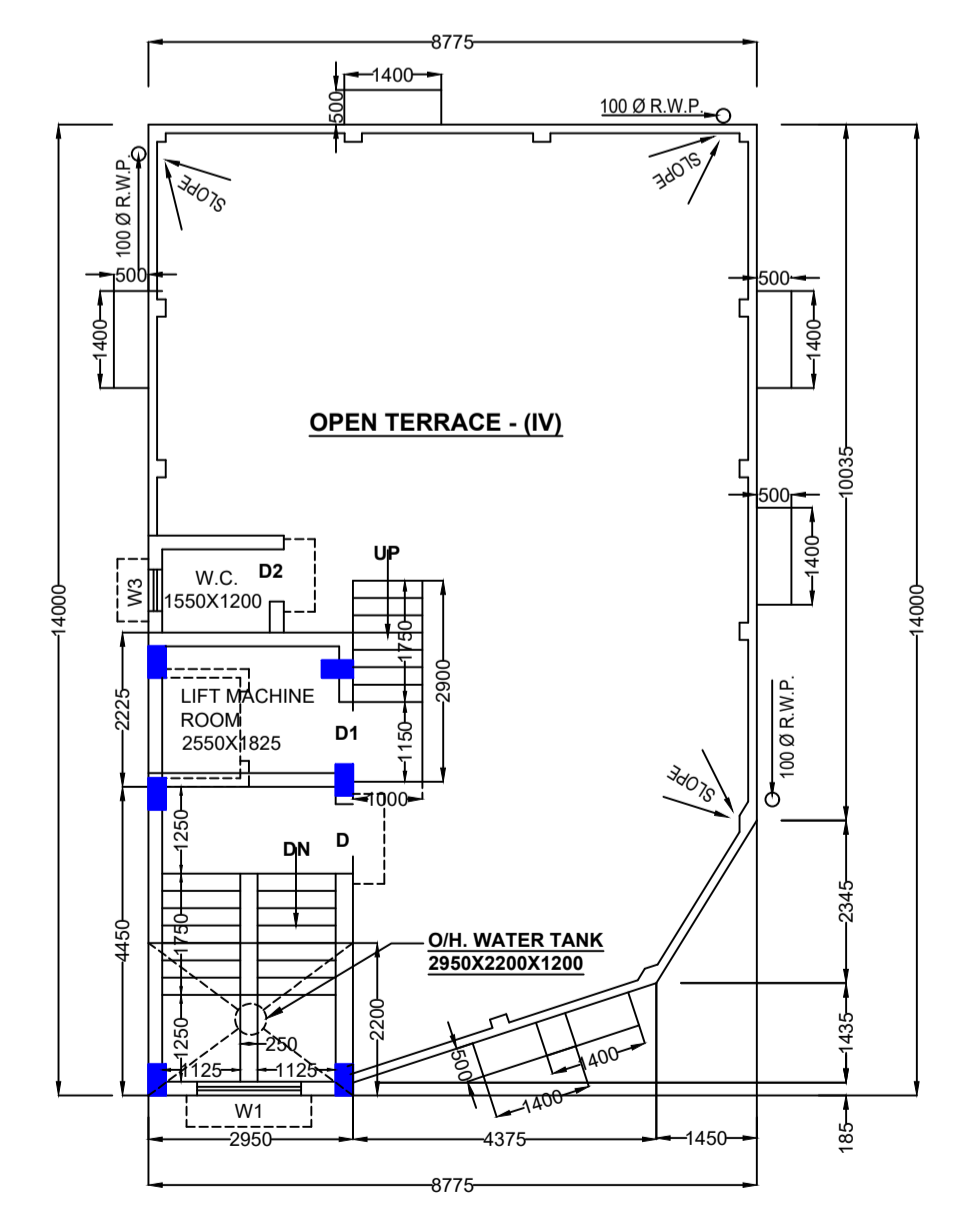 8775
1400
500
100 Ø R.W.P.
100 Ø R.W.P.
SLOPE
SLOPE
500
500
1400
1400
OPEN TERRACE - (IV)
10035
500
1400
UP
D2
W.C.
1550X1200
W3
14000
14000
1750
2900
2225
LIFT MACHINE
ROOM
2550X1825
D1
1150
100 Ø R.W.P.
SLOPE
1000
1250
DN
D
2345
4450
1750
O/H. WATER TANK
2950X2200X1200
2200
1250
250
1435
500
1400
1125
1125
1400
W1
185
2950
4375
1450
8775